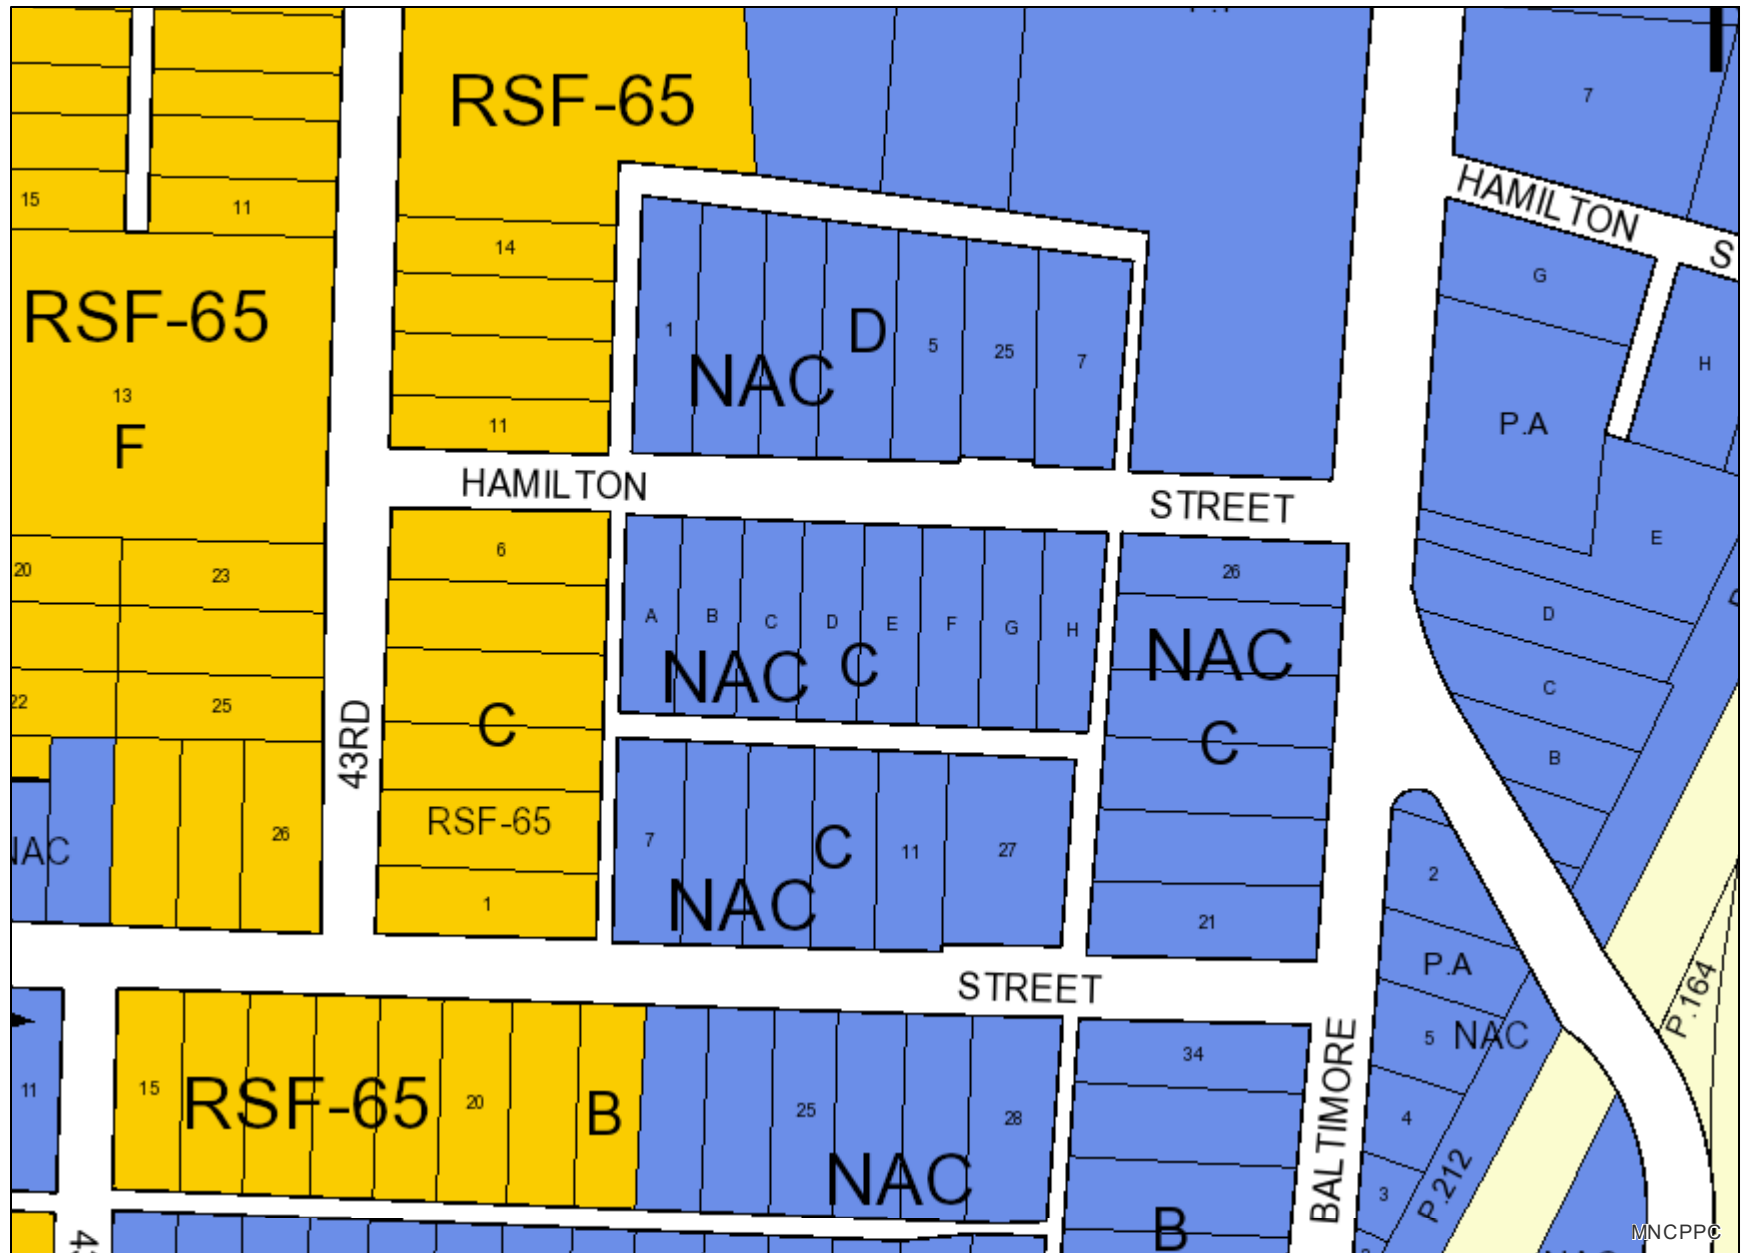 RSF-65
7
HAMILTON
S
15
11
14
G
RSF-65
1
D
5
25
7
H
NAC
13
F
11
P.A
HAMILTON
STREET
6
E
20
23
26
A
B
C
D
E
F
G
H
D
NAC
C
NAC
C
22
25
C
C
B
43RD
RSF-65
26
7
C
11
27
2
NAC
NAC
1
21
P.A
STREET
P.164
5
NAC
34
11
15
RSF-65
20
B
25
28
4
NAC
BALTIMORE
3
P.212
B
MNCPPC